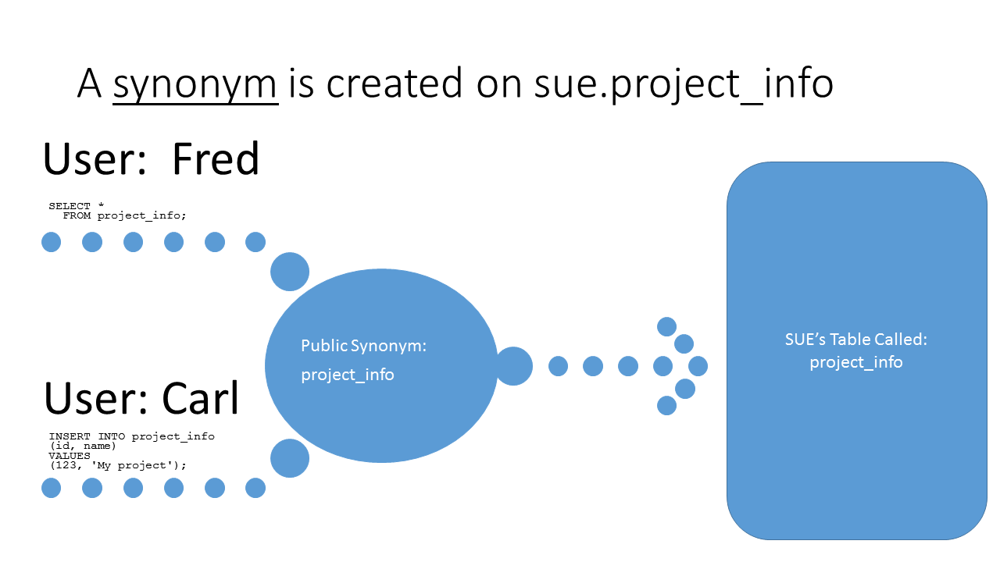 A synonym is created on sue.project_info
User:  Fred
SELECT *
  FROM project_info;
Public Synonym:
project_info
SUE’s Table Called:
project_info
User: Carl
INSERT INTO project_info
(id, name)
VALUES
(123, 'My project');